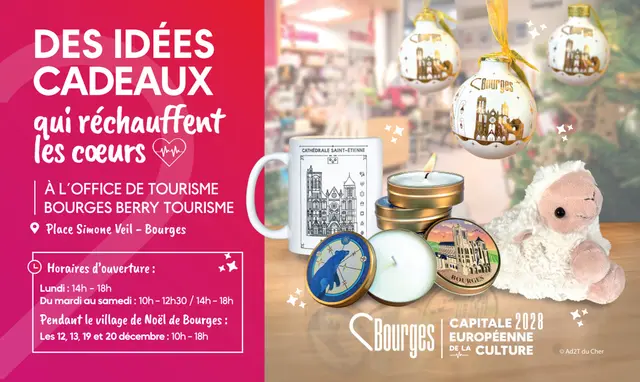 DES IDÉES
CADEAUX
qui réchauffent
les cœurs
À L'OFFICE DE TOURISME
BOURGES BERRY TOURISME
Place Simone Veil – Bourges
Horaires d'ouverture :
Lundi : 14h – 18h
Du mardi au samedi : 10h – 12h30 / 14h – 18h
Pendant le village de Noël de Bourges :
Les 12, 13, 19 et 20 décembre : 10h – 18h
Bourges
CATHÉDRALE SAINT-ETIENNE
BOURGES
Bourges
CAPITALE 2028
EUROPÉENNE
DE LA CULTURE
© Ad2T du Cher